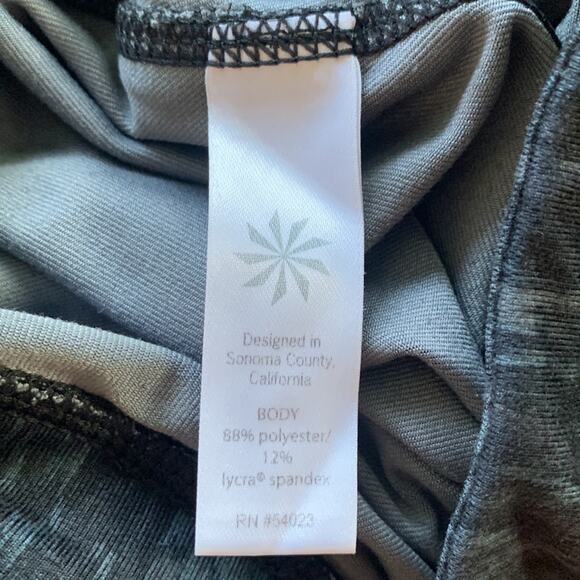 Designed in
Sonoma County,
California
BODY
88% polyester/
12%
lycra® spandex
RN #54023